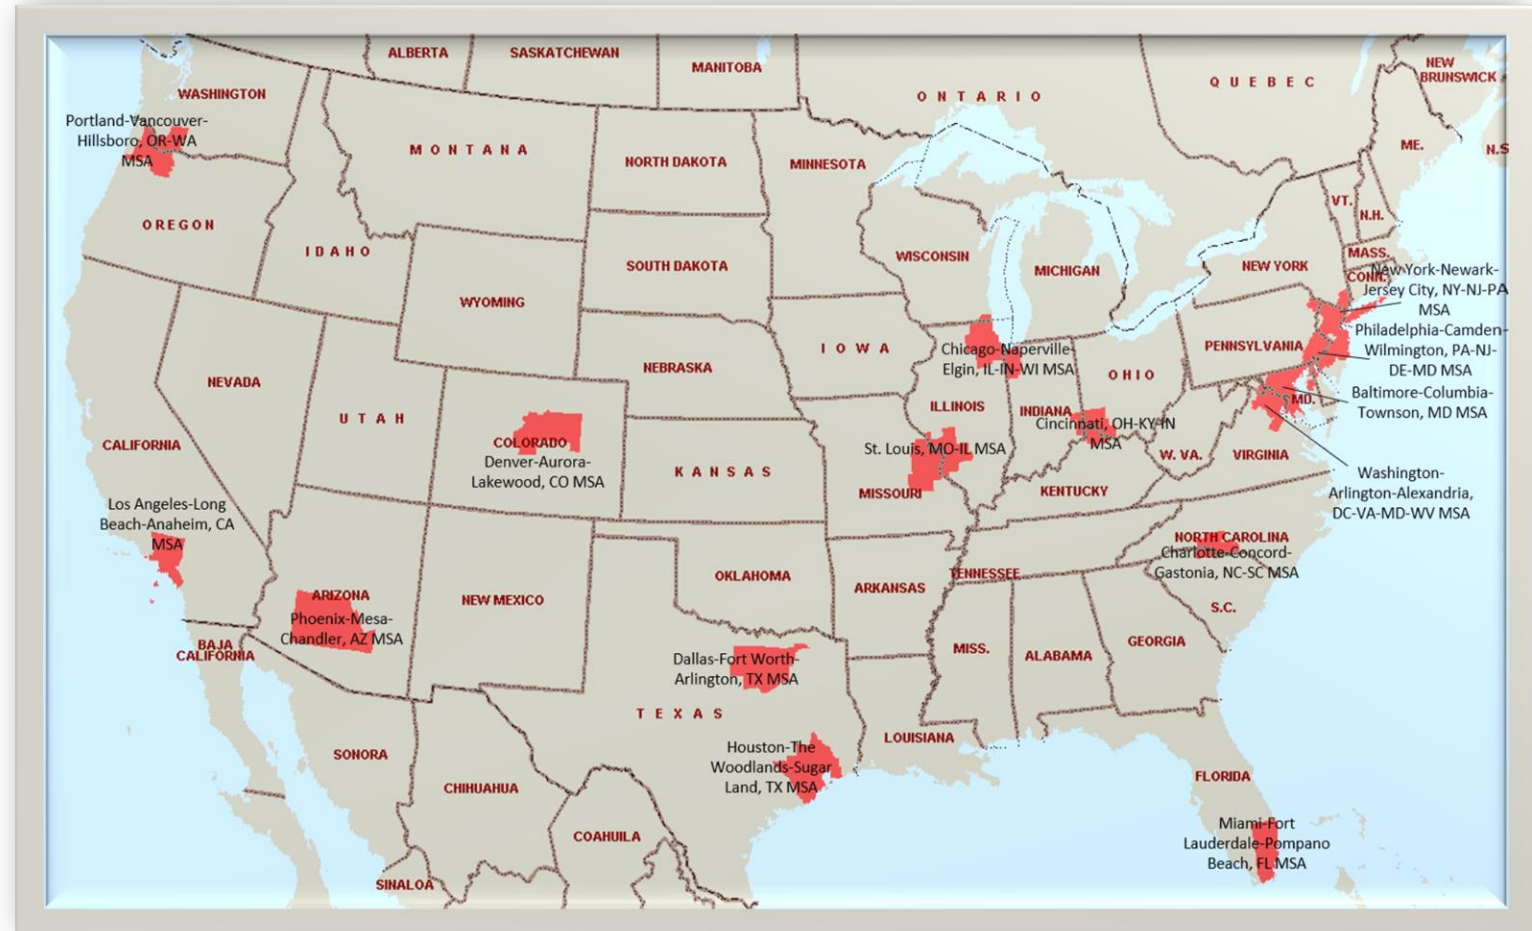 ALBERTA
SASKATCHEWAN
MANITOBA
ONTARIO
QUEBEC
NEW
BRUNSWICK
WASHINGTON
Portland-Vancouver-
Hillsboro, OR-WA
MSA
MONTANA
NORTH DAKOTA
MINNESOTA
ME.
N.S
VT.
N.H.
OREGON
IDAHO
WISCONSIN
MICHIGAN
NEW YORK
MASS.
CONN.
SOUTH DAKOTA
WYOMING
New York-Newark-
Jersey City, NY-NJ-PA
MSA
Philadelphia-Camden-
Wilmington, PA-NJ-
DE-MD MSA
Baltimore-Columbia-
Townson, MD MSA
PENNSYLVANIA
IOWA
Chicago-Naperville-
Elgin, IL-IN-WI MSA
NEBRASKA
NEVADA
UTAH
OHIO
ILLINOIS
INDIANA
MD.
Cincinnati, OH-KY-IN
MSA
CALIFORNIA
COLORADO
Denver-Aurora-
Lakewood, CO MSA
KANSAS
St. Louis, MO-IL MSA
MISSOURI
KENTUCKY
W. VA.
VIRGINIA
Washington-
Arlington-Alexandria,
DC-VA-MD-WV MSA
Los Angeles-Long
Beach-Anaheim, CA
MSA
NORTH CAROLINA
Charlotte-Concord-
Gastonia, NC-SC MSA
ARIZONA
Phoenix-Mesa-
Chandler, AZ MSA
NEW MEXICO
OKLAHOMA
ARKANSAS
TENNESSEE
S.C.
BAJA
CALIFORNIA
Dallas-Fort Worth-
Arlington, TX MSA
MISS.
ALABAMA
GEORGIA
TEXAS
LOUISIANA
SONORA
CHIHUAHUA
Houston-The
Woodlands-Sugar
Land, TX MSA
FLORIDA
COAHUILA
Miami-Fort
Lauderdale-Pompano
Beach, FL MSA
SINALOA